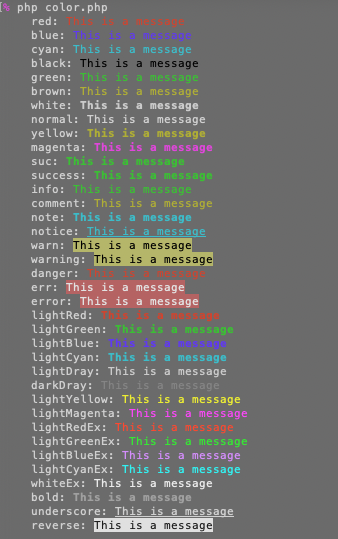 % php color.php
red: This is a message
blue: This is a message
cyan: This is a message
black: This is a message
green: This is a message
brown: This is a message
white: This is a message
normal: This is a message
yellow: This is a message
magenta: This is a message
suc: This is a message
success: This is a message
info: This is a message
comment: This is a message
note: This is a message
notice: This is a message
warn: This is a message
warning: This is a message
danger: This is a message
err: This is a message
error: This is a message
lightRed: This is a message
lightGreen: This is a message
lightBlue: This is a message
lightCyan: This is a message
lightDray: This is a message
darkDray: This is a message
lightYellow: This is a message
lightMagenta: This is a message
lightRedEx: This is a message
lightGreenEx: This is a message
lightBlueEx: This is a message
lightCyanEx: This is a message
whiteEx: This is a message
bold: This is a message
underscore: This is a message
reverse: This is a message